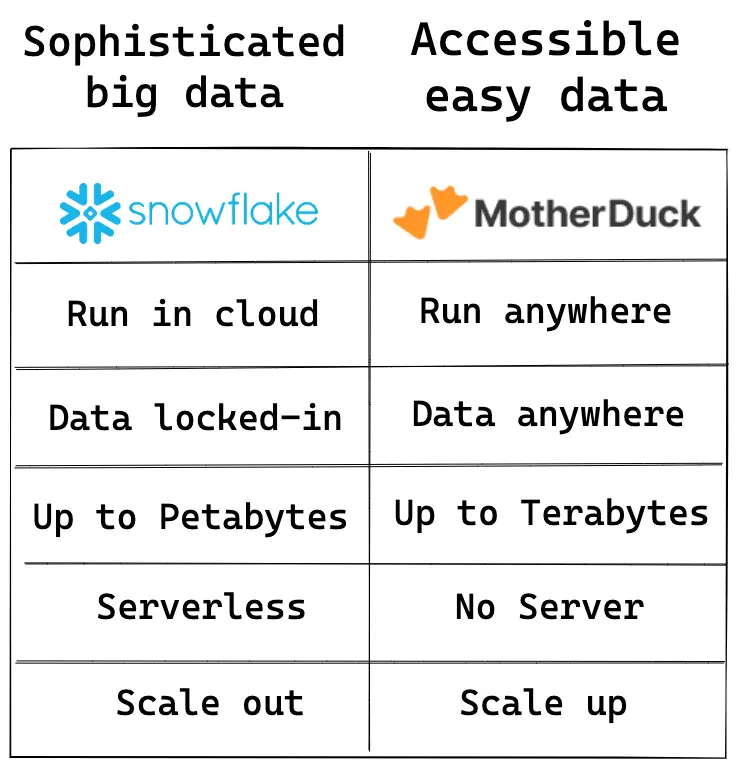 Sophisticated
big data
Accessible
easy data
snowflake
MotherDuck
Run in cloud
Run anywhere
Data locked-in
Data anywhere
Up to Petabytes
Up to Terabytes
Serverless
No Server
Scale out
Scale up